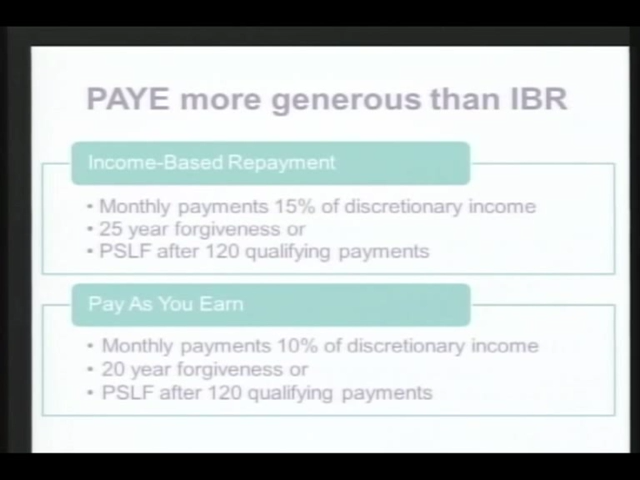 PAYE more generous than IBR
Income-Based Repayment
• Monthly payments 15% of discretionary income
• 25 year forgiveness or
• PSLF after 120 qualifying payments
Pay As You Earn
• Monthly payments 10% of discretionary income
• 20 year forgiveness or
• PSLF after 120 qualifying payments